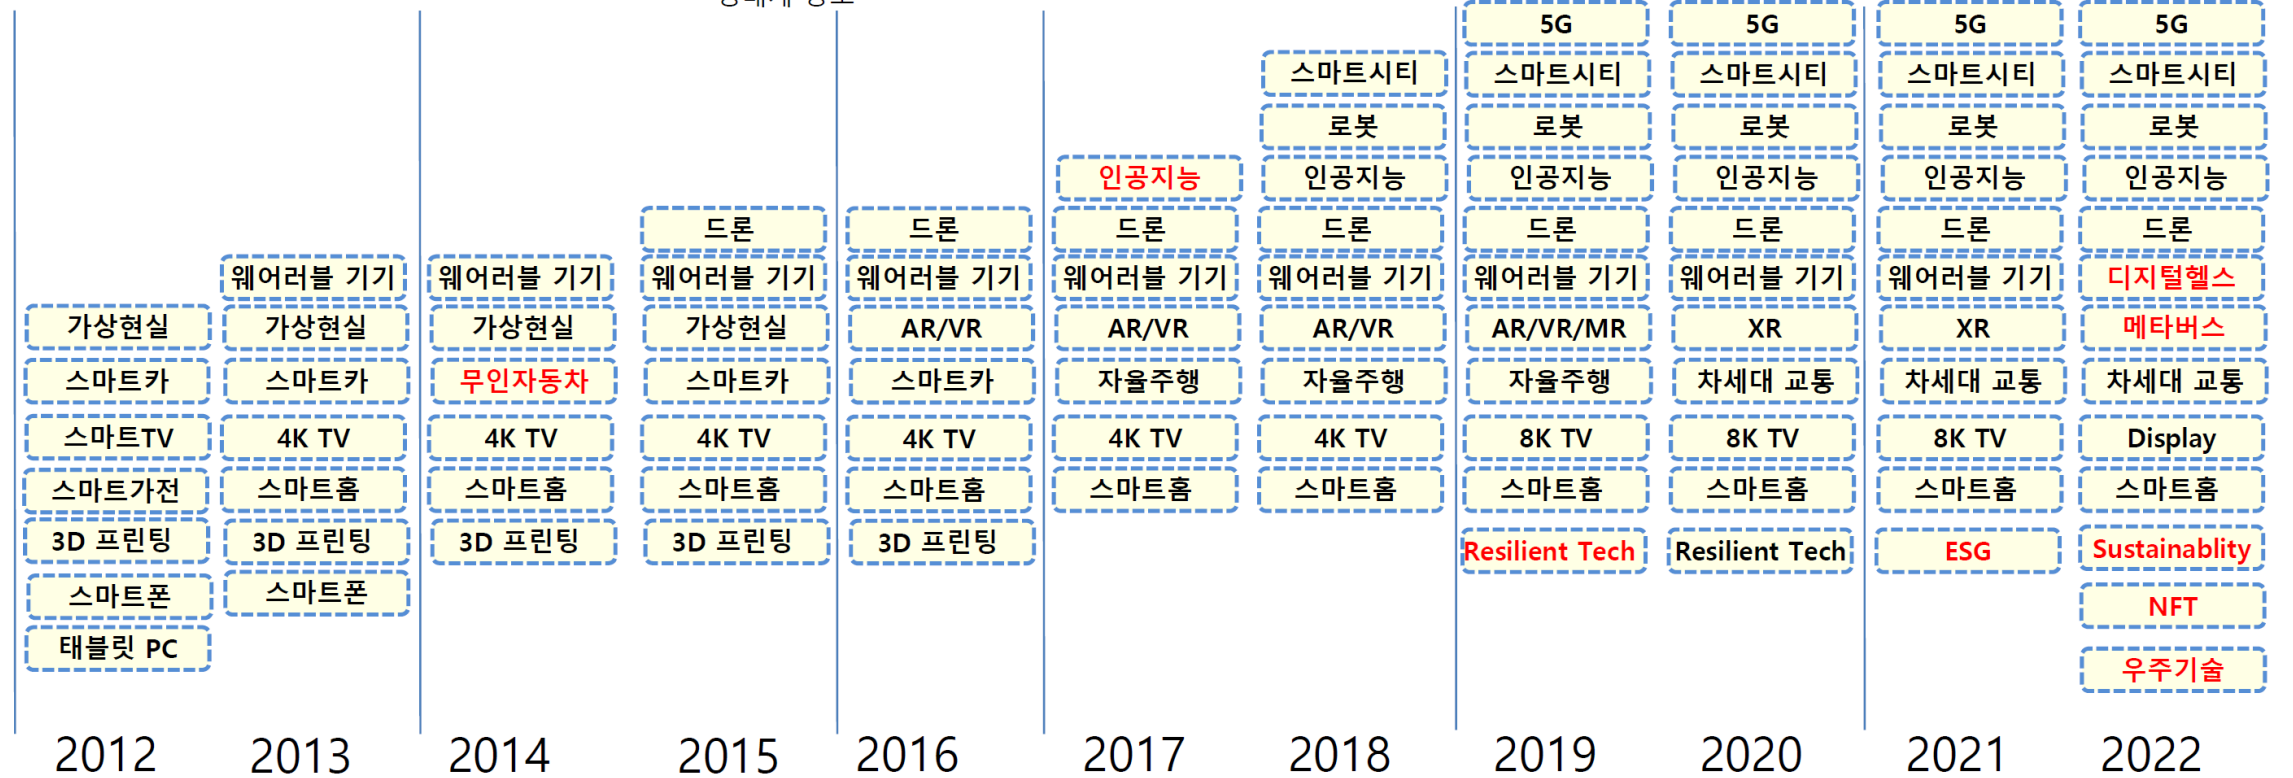 5G
5G
5G
5G
스마트시티
스마트시티
스마트시티
스마트시티
스마트시티
로봇
로봇
로봇
로봇
로봇
인공지능
인공지능
인공지능
인공지능
인공지능
인공지능
드론
드론
드론
드론
드론
드론
드론
드론
웨어러블 기기
웨어러블 기기
웨어러블 기기
웨어러블 기기
웨어러블 기기
웨어러블 기기
웨어러블 기기
웨어러블 기기
웨어러블 기기
디지털헬스
가상현실
가상현실
가상현실
가상현실
AR/VR
AR/VR
AR/VR
AR/VR/MR
XR
XR
메타버스
스마트카
스마트카
무인자동차
스마트카
스마트카
자율주행
자율주행
자율주행
차세대 교통
차세대 교통
차세대 교통
스마트TV
4K TV
4K TV
4K TV
4K TV
4K TV
4K TV
8K TV
8K TV
8K TV
Display
스마트가전
스마트홈
스마트홈
스마트홈
스마트홈
스마트홈
스마트홈
스마트홈
스마트홈
스마트홈
스마트홈
3D 프린팅
3D 프린팅
3D 프린팅
3D 프린팅
3D 프린팅
Resilient Tech
Resilient Tech
ESG
Sustainablity
스마트폰
스마트폰
NFT
태블릿 PC
우주기술
2012
2013
2014
2015
2016
2017
2018
2019
2020
2021
2022